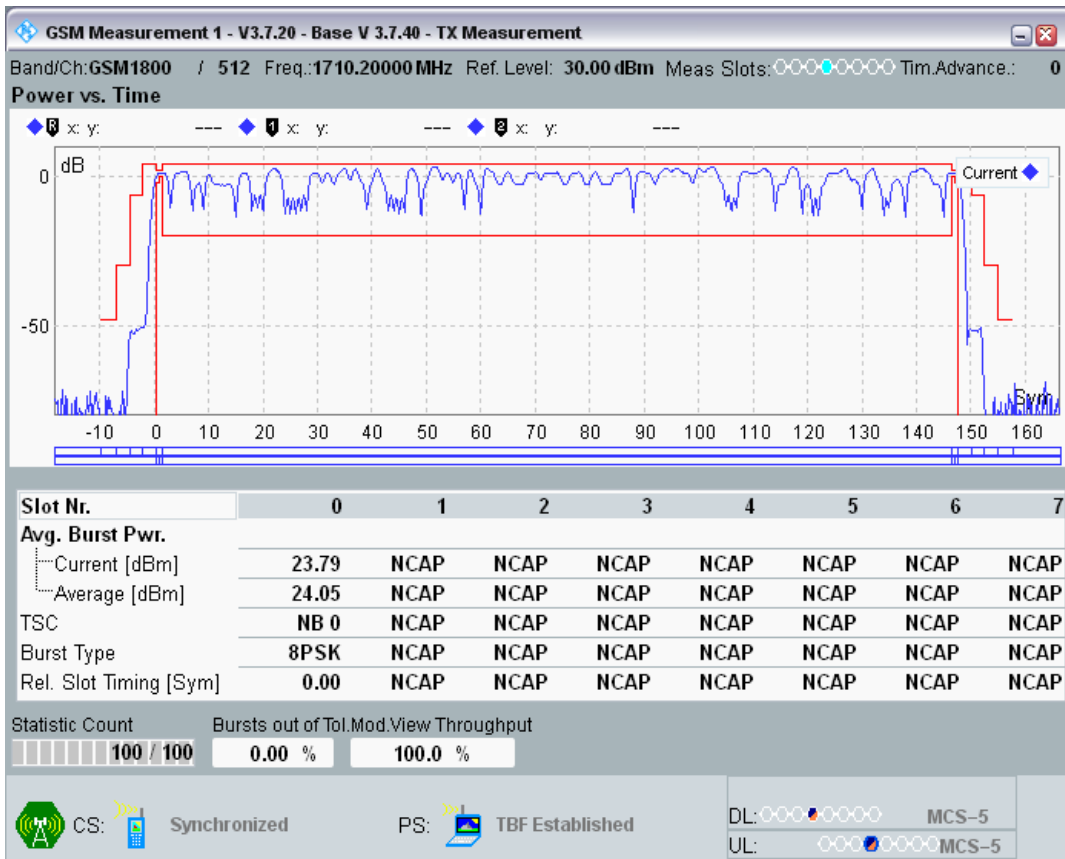 GSM Measurement 1 - V3.7.20 - Base V 3.7.40 - TX Measurement
Band/Ch:GSM1800 / 512 Freq.:1710.20000 MHz Ref. Level: 30.00 dBm Meas Slots: Tim.Advance.: 0
Power vs. Time
R x: y: --- 1 x: y: --- 2 x: y: ---
dB
Current
0
-50
Sym
-10 0 10 20 30 40 50 60 70 80 90 100 110 120 130 140 150 160
Slot Nr. 0 1 2 3 4 5 6 7
Avg. Burst Pwr.
Current [dBm] 23.79 NCAP NCAP NCAP NCAP NCAP NCAP NCAP
Average [dBm] 24.05 NCAP NCAP NCAP NCAP NCAP NCAP NCAP
TSC NB 0 NCAP NCAP NCAP NCAP NCAP NCAP NCAP
Burst Type 8PSK NCAP NCAP NCAP NCAP NCAP NCAP NCAP
Rel. Slot Timing [Sym] 0.00 NCAP NCAP NCAP NCAP NCAP NCAP NCAP
Statistic Count Bursts out of Tol.Mod.View Throughput
100 / 100 0.00 % 100.0 %
CS: Synchronized PS: TBF Established
DL: MCS-5
UL: MCS-5